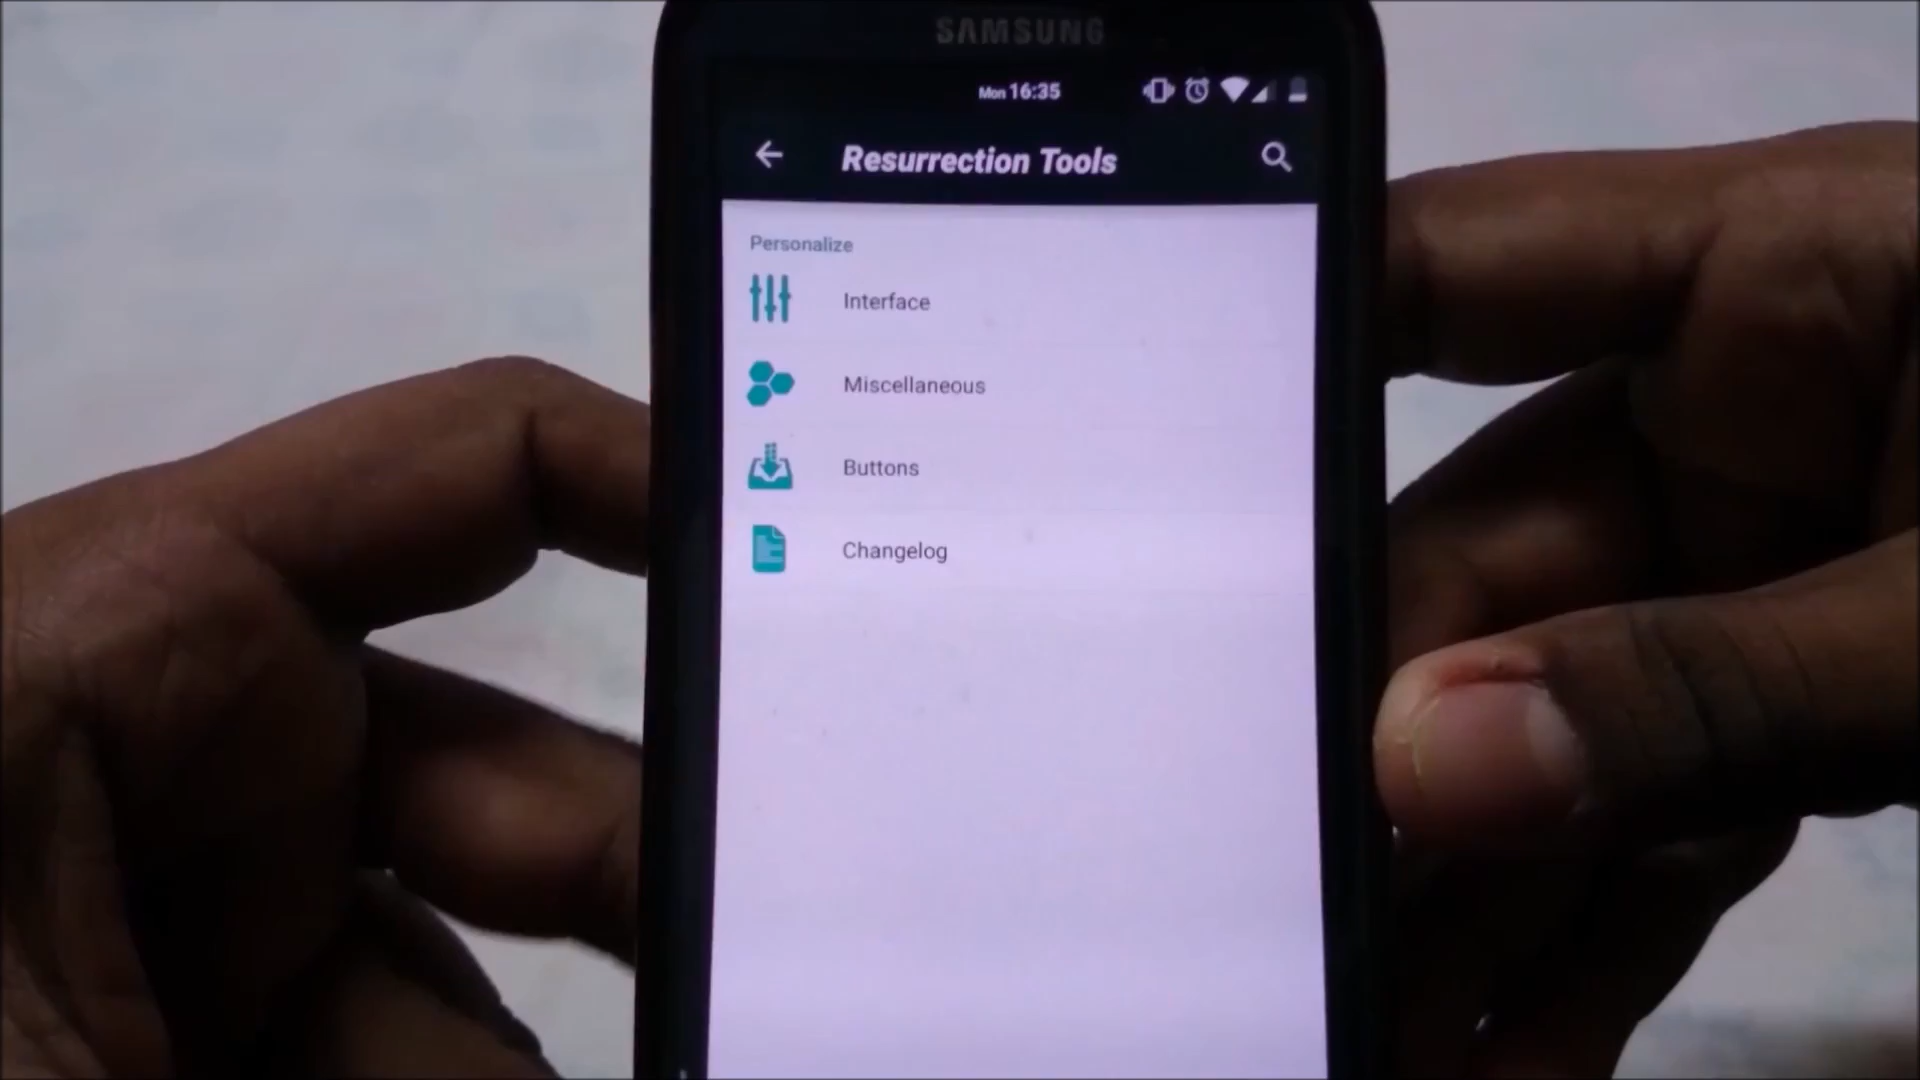 SAMSUNG
Mon 16:35
Resurrection Tools
Personalize
Interface
Miscellaneous
Buttons
Changelog